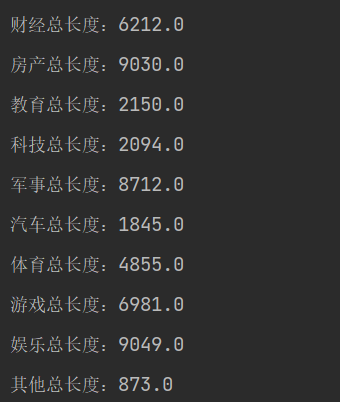 财经总长度：6212.0
房产总长度：9030.0
教育总长度：2150.0
科技总长度：2094.0
军事总长度：8712.0
汽车总长度：1845.0
体育总长度：4855.0
游戏总长度：6981.0
娱乐总长度：9049.0
其他总长度：873.0